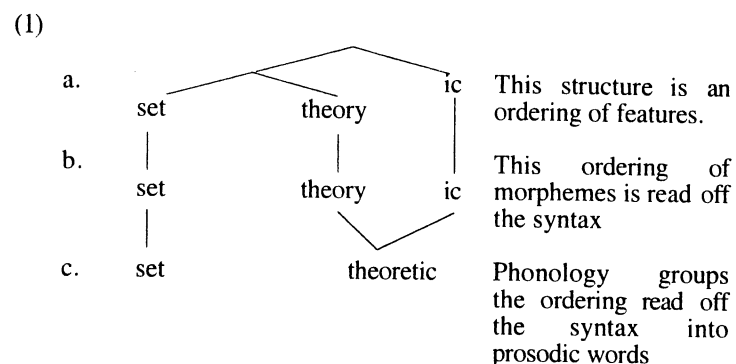 (1)
a. ic This structure is an
set theory ordering of features.
b. This ordering of
set theory ic morphemes is read off
the syntax
c. set theoretic Phonology groups
the ordering read off
the syntax into
prosodic words